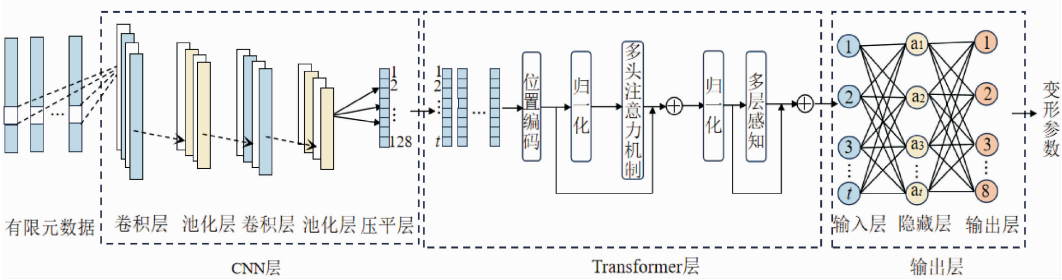 有限元数据
...
卷积层
池化层
卷积层
池化层
压平层
1
2
⋮
128
CNN层
1
2
⋮
t
...
位置编码
归一化
多头注意力机制
归一化
多层感知
Transformer层
1
2
3
⋮
t
输入层
a1
a2
a3
⋮
ai
隐藏层
1
2
3
⋮
8
输出层
输出层
变形参数